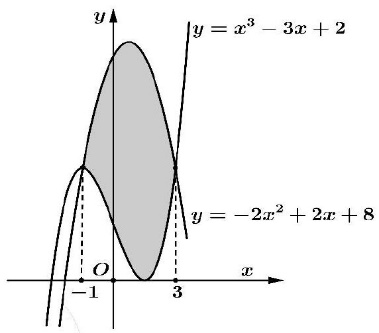 y
y = x³ − 3x + 2
y = −2x² + 2x + 8
O
x
−1
3